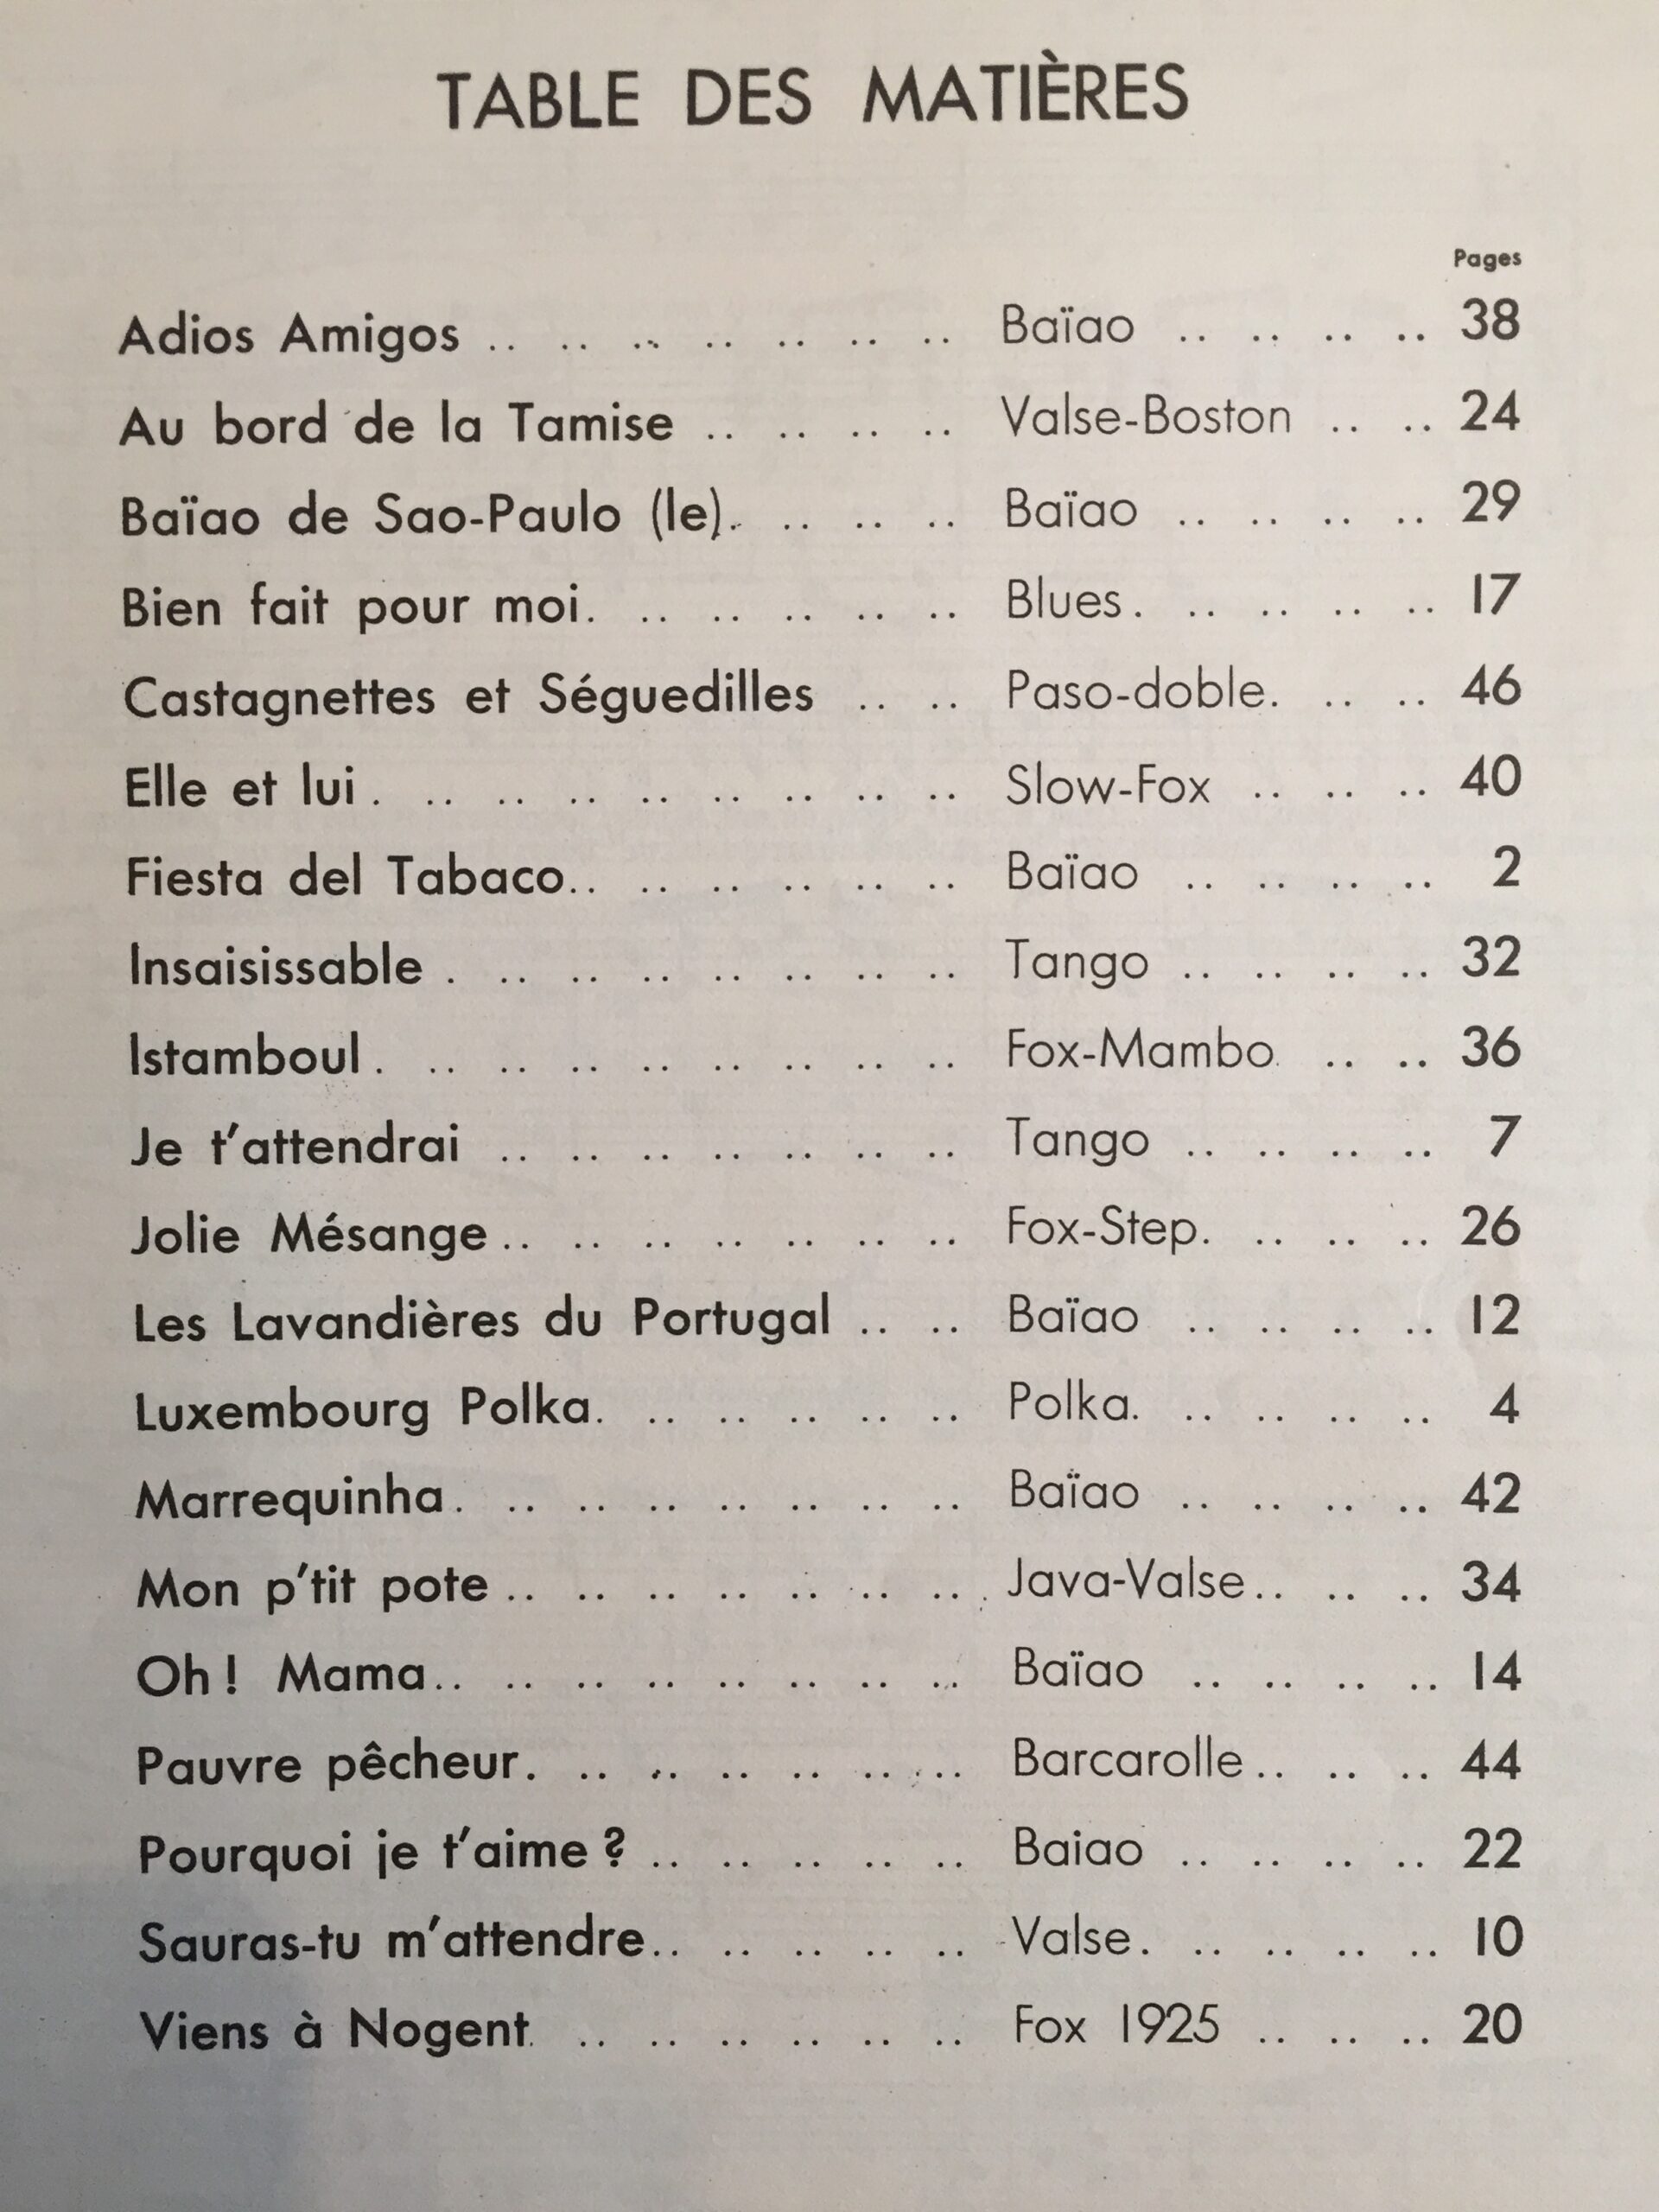 TABLE DES MATIÈRES
Pages
Adios Amigos .. .. .. .. .. .. .. Baïao .. .. .. .. 38
Au bord de la Tamise .. .. .. .. Valse-Boston .. .. 24
Baïao de Sao-Paulo (le). .. .. .. Baïao .. .. .. .. 29
Bien fait pour moi. .. .. .. .. .. Blues. .. .. .. .. 17
Castagnettes et Séguedilles .. .. Paso-doble. .. .. 46
Elle et lui . .. .. .. .. .. .. .. .. Slow-Fox .. .. .. 40
Fiesta del Tabaco.. .. .. .. .. .. Baïao .. .. .. .. 2
Insaisissable . .. .. .. .. .. .. .. Tango .. .. .. .. 32
Istamboul . .. .. .. .. .. .. .. .. Fox-Mambo. .. .. 36
Je t'attendrai .. .. .. .. .. .. .. Tango .. .. .. .. 7
Jolie Mésange .. .. .. .. .. .. .. Fox-Step. .. .. .. 26
Les Lavandières du Portugal .. .. Baïao .. .. .. .. 12
Luxembourg Polka. .. .. .. .. .. Polka. .. .. .. .. 4
Marrequinha. .. .. .. .. .. .. .. Baïao .. .. .. .. 42
Mon p'tit pote .. .. .. .. .. .. .. Java-Valse .. .. .. 34
Oh ! Mama.. .. .. .. .. .. .. .. Baïao .. .. .. .. 14
Pauvre pêcheur. .. .. .. .. .. .. Barcarolle .. .. .. 44
Pourquoi je t'aime ? .. .. .. .. .. Baiao .. .. .. .. 22
Sauras-tu m'attendre.. .. .. .. .. Valse. .. .. .. .. 10
Viens à Nogent. .. .. .. .. .. .. Fox 1925 .. .. .. 20